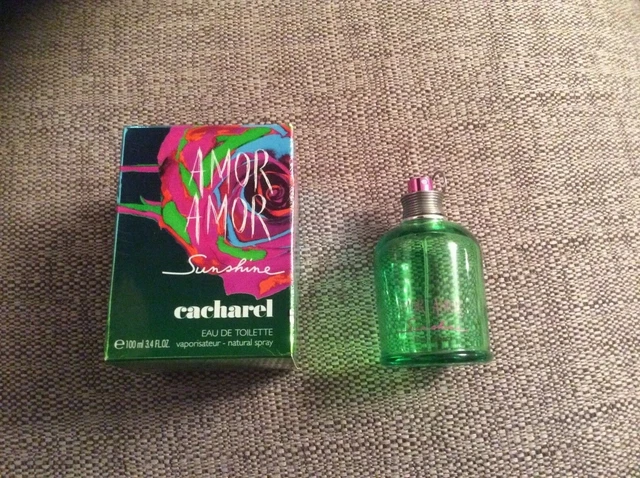 AMOR
AMOR
Sunshine
cacharel
EAU DE TOILETTE
℮ 100 ml 3.4 FL.OZ. vaporisateur - natural spray